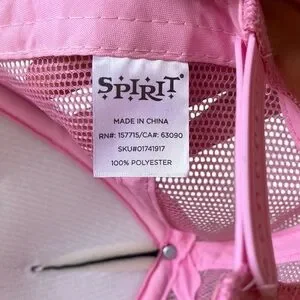 SPIRIT
MADE IN CHINA
RN#: 157715/CA#: 63090
SKU#01741917
100% POLYESTER